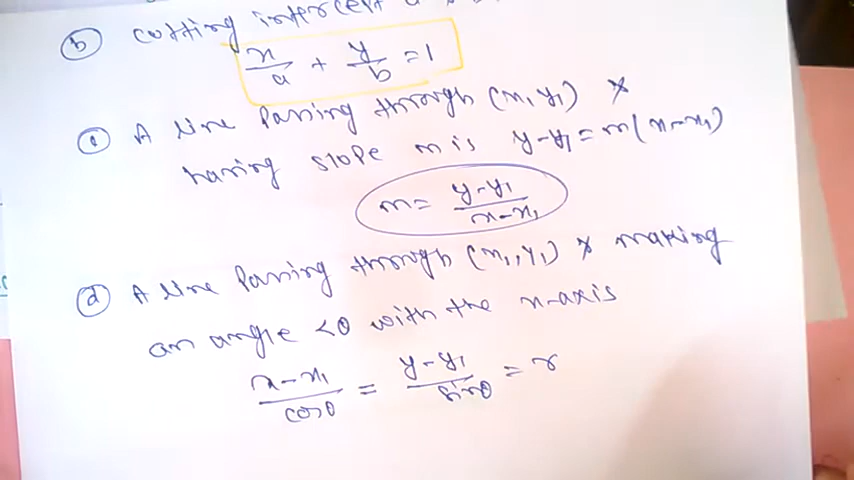 (b) cutting intercept a
x/a + y/b = 1
(c) A line Passing through (x1 y1) &
having slope m is y-y1 = m(x-x1)
m = y-y1/x-x1
(d) A line Passing through (x1, y1) & making
an angle <θ with the x-axis
x-x1/cosθ = y-y1/sinθ = r